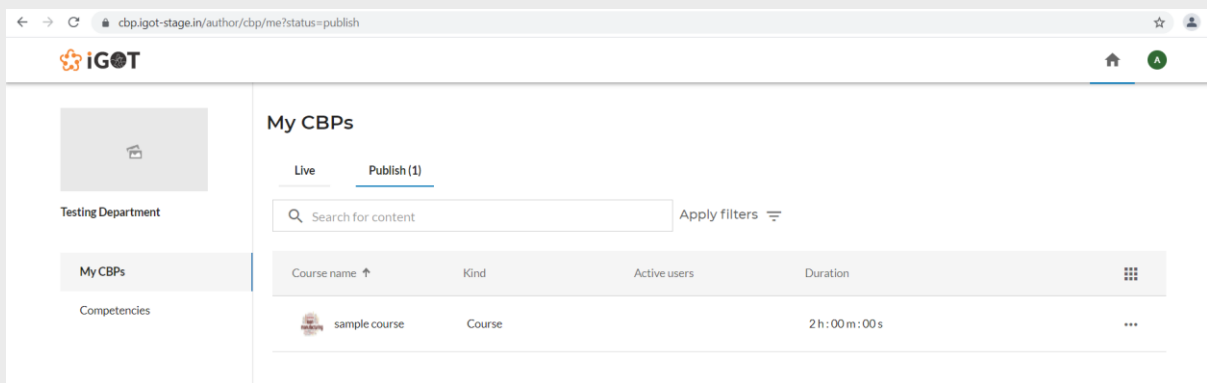 cbp.igot-stage.in/author/cbp/me?status=publish
iGOT
A
My CBPs
Live Publish (1)
Testing Department
Search for content Apply filters
My CBPs
Competencies
Course name Kind Active users Duration
sample course Course 2 h : 00 m : 00 s